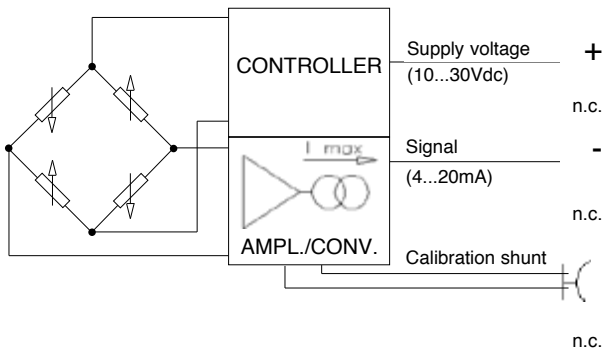 CONTROLLER
Supply voltage
+
(10...30Vdc)
n.c.
I max
Signal
-
(4...20mA)
n.c.
AMPL./CONV.
Calibration shunt
n.c.